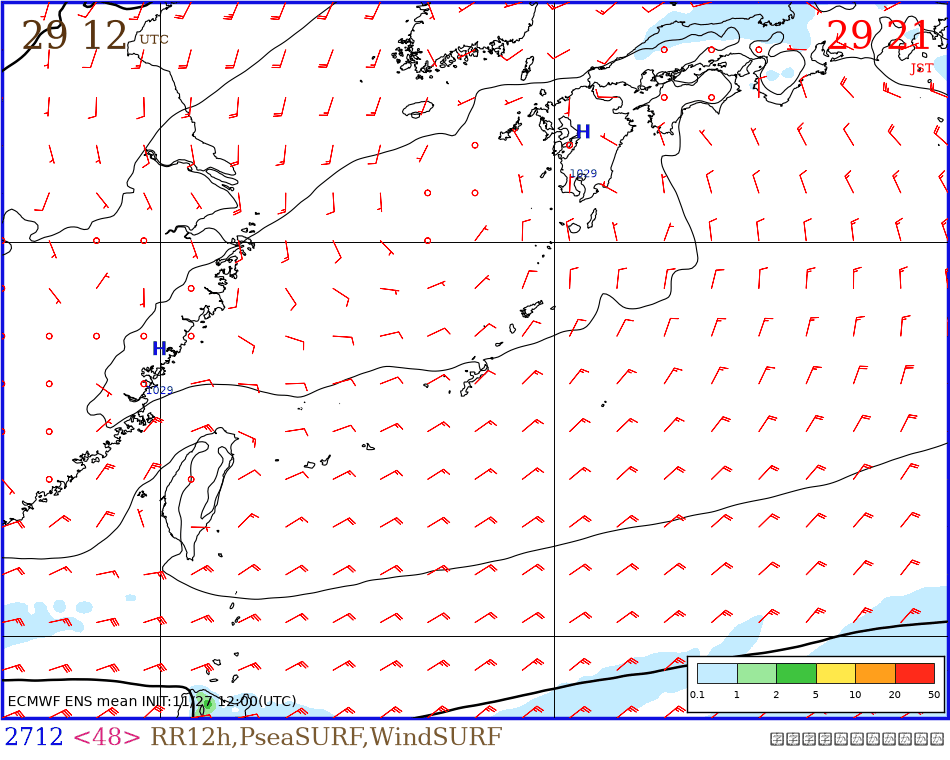 29 12 UTC
29 21
JST
H
1029
H
1029
0.1 1 2 5 10 20 50
ECMWF ENS mean INIT:11/27 12:00(UTC)
2712 <48> RR12h,PseaSURF,WindSURF